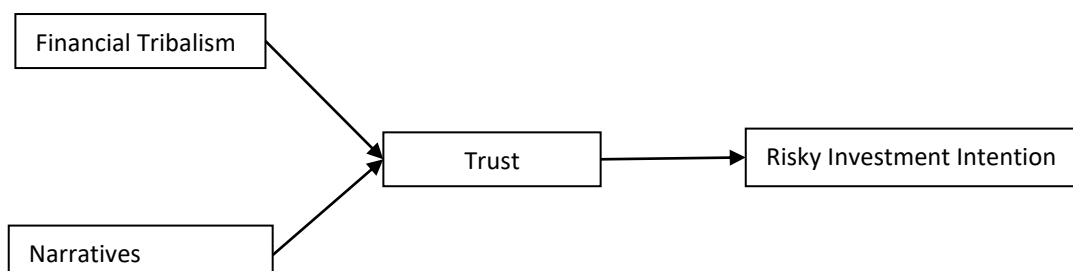 Financial Tribalism
Trust
Risky Investment Intention
Narratives